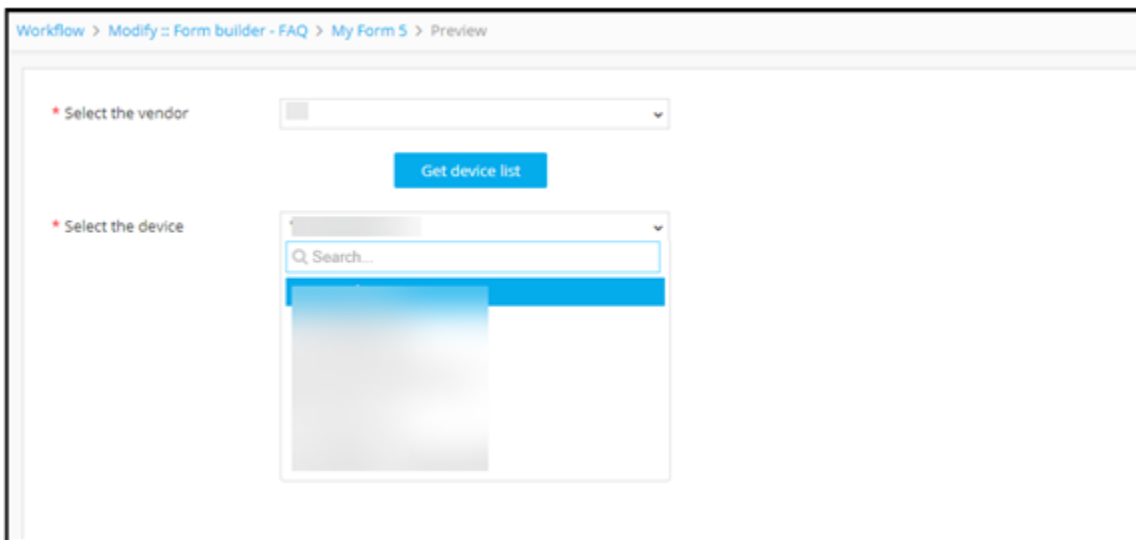 Workflow > Modify :: Form builder - FAQ > My Form 5 > Preview
* Select the vendor
Get device list
* Select the device
Search...